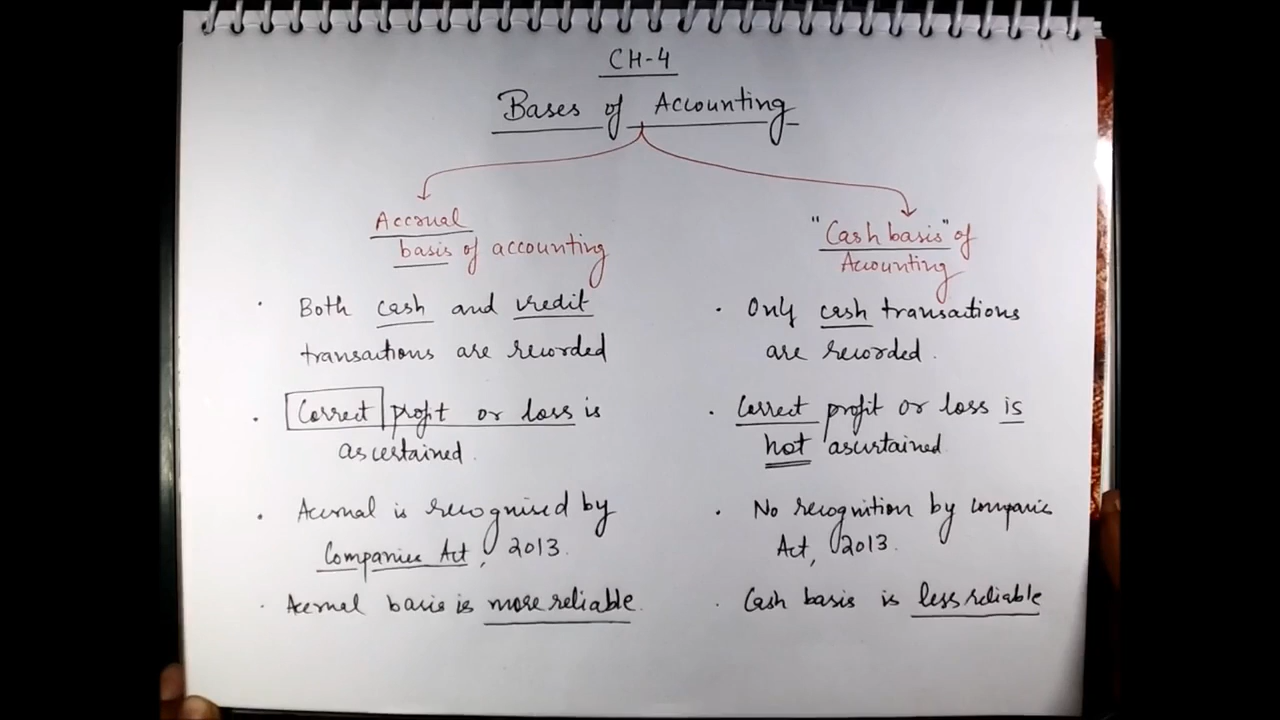 CH-4
Bases of Accounting
Accrual
basis of accounting
Both cash and credit
transactions are recorded
Correct profit or loss is
ascertained.
Accrual is recognised by
Companies Act, 2013.
Accrual basis is more reliable.
"Cash basis" of
Accounting
Only cash transactions
are recorded.
Correct profit or loss is
not ascertained.
No recognition by Companies
Act, 2013.
Cash basis is less reliable